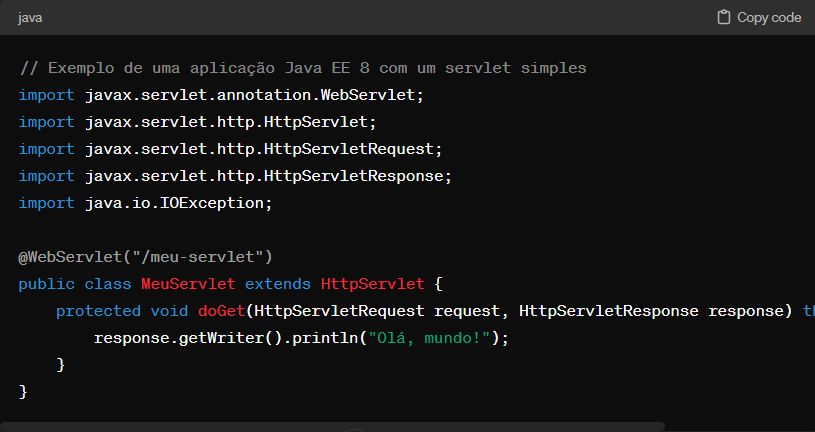 java
Copy code
// Exemplo de uma aplicação Java EE 8 com um servlet simples
import javax.servlet.annotation.WebServlet;
import javax.servlet.http.HttpServlet;
import javax.servlet.http.HttpServletRequest;
import javax.servlet.http.HttpServletResponse;
import java.io.IOException;
@WebServlet("/meu-servlet")
public class MeuServlet extends HttpServlet {
protected void doGet(HttpServletRequest request, HttpServletResponse response)
response.getWriter().println("Olá, mundo!");
}
}